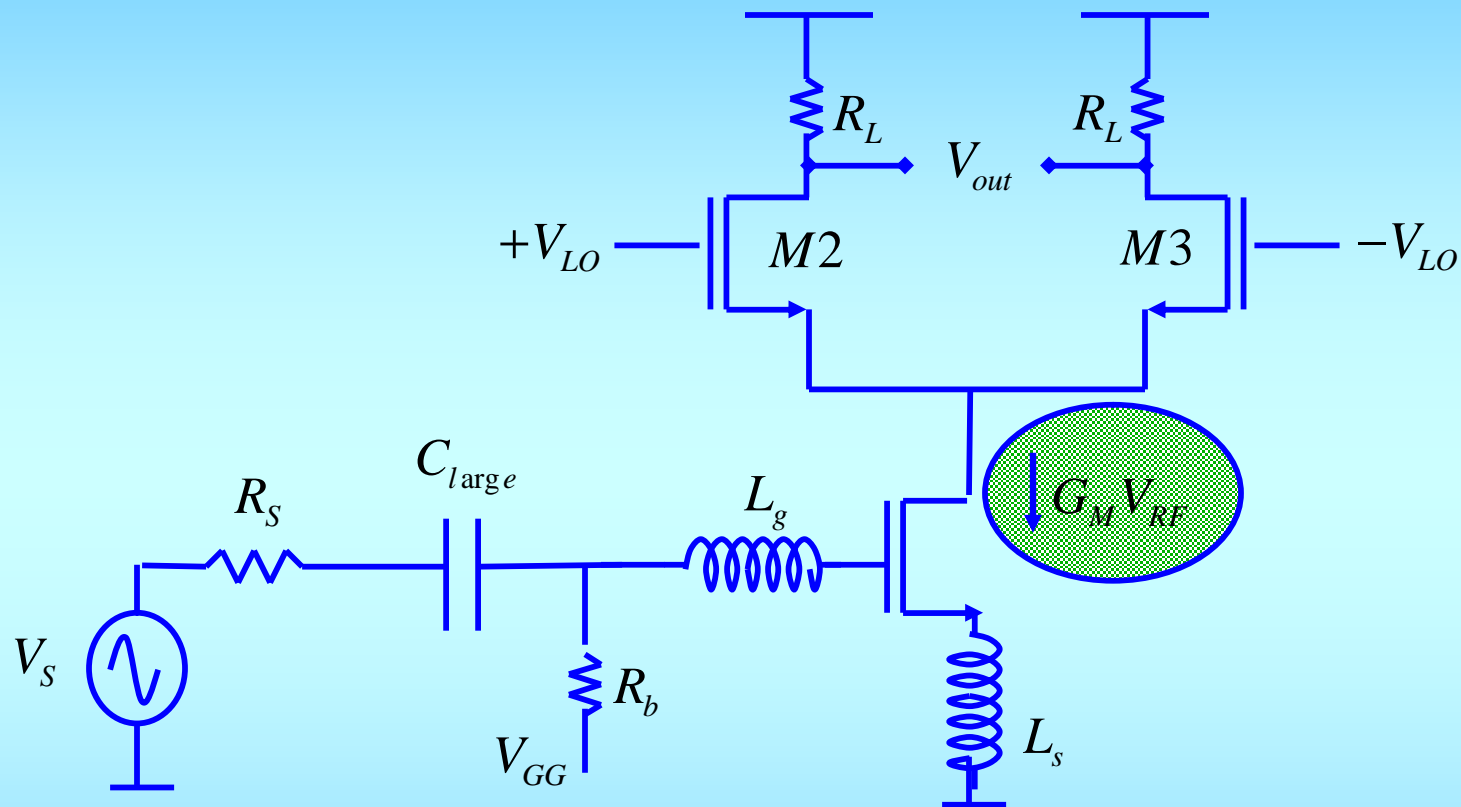 R_L
R_L
V_out
+V_LO
M2
M3
−V_LO
C_large
R_S
L_g
G_M V_RF
V_S
R_b
V_GG
L_s